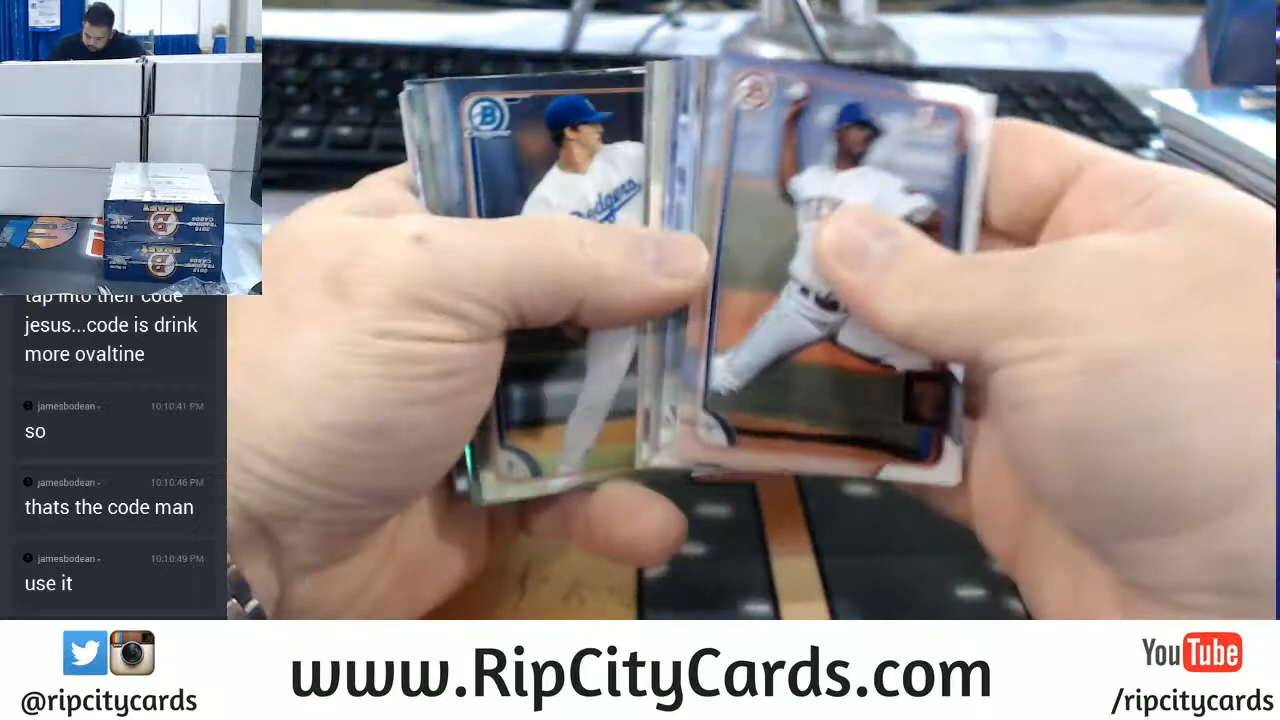 tap into their code
jesus...code is drink
more ovaltine
jamesbodean-
10:10:41 PM
so
jamesbodean-
10:10:46 PM
thats the code man
jamesbodean-
10:10:49 PM
use it
Dodgers
B
DRAFT
@ripcitycards
www.RipCityCards.com
YouTube
/ripcitycards